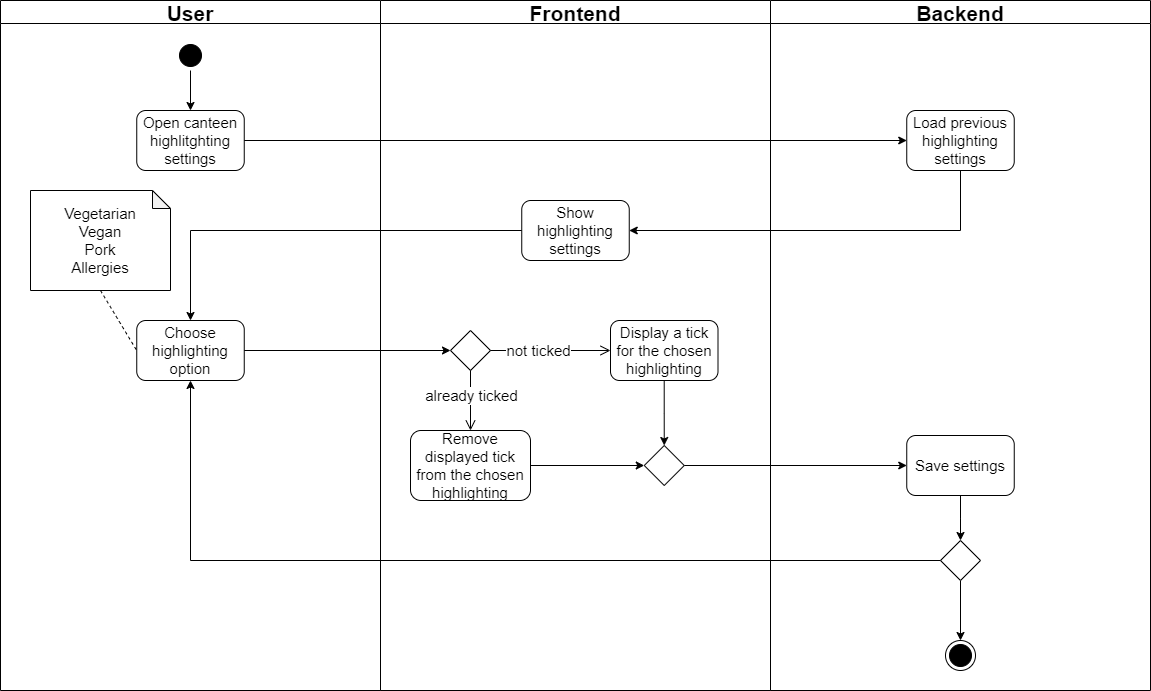 User
Frontend
Backend
Open canteen
highlitghting
settings
Load previous
highlighting
settings
Vegetarian
Vegan
Pork
Allergies
Show
highlighting
settings
Choose
highlighting
option
not ticked
Display a tick
for the chosen
highlighting
already ticked
Remove
displayed tick
from the chosen
highlighting
Save settings